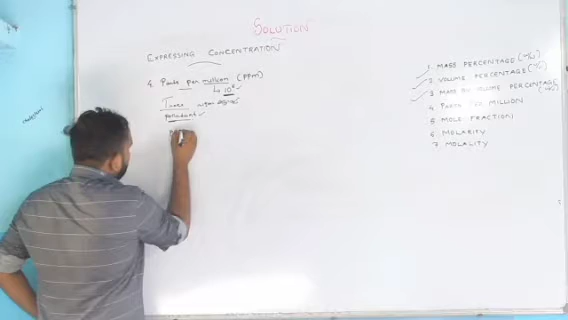 SOLUTION
EXPRESSING CONCENTRATION
4. Parts per million (ppm)
↳ 10⁶
Trace
pollutant ✓
1 MASS PERCENTAGE
2 VOLUME PERCENTAGE
3 MASS BY VOLUME PERCENTAGE
4 PARTS PER MILLION
5 MOLE FRACTION
6 MOLARITY
7 MOLALITY